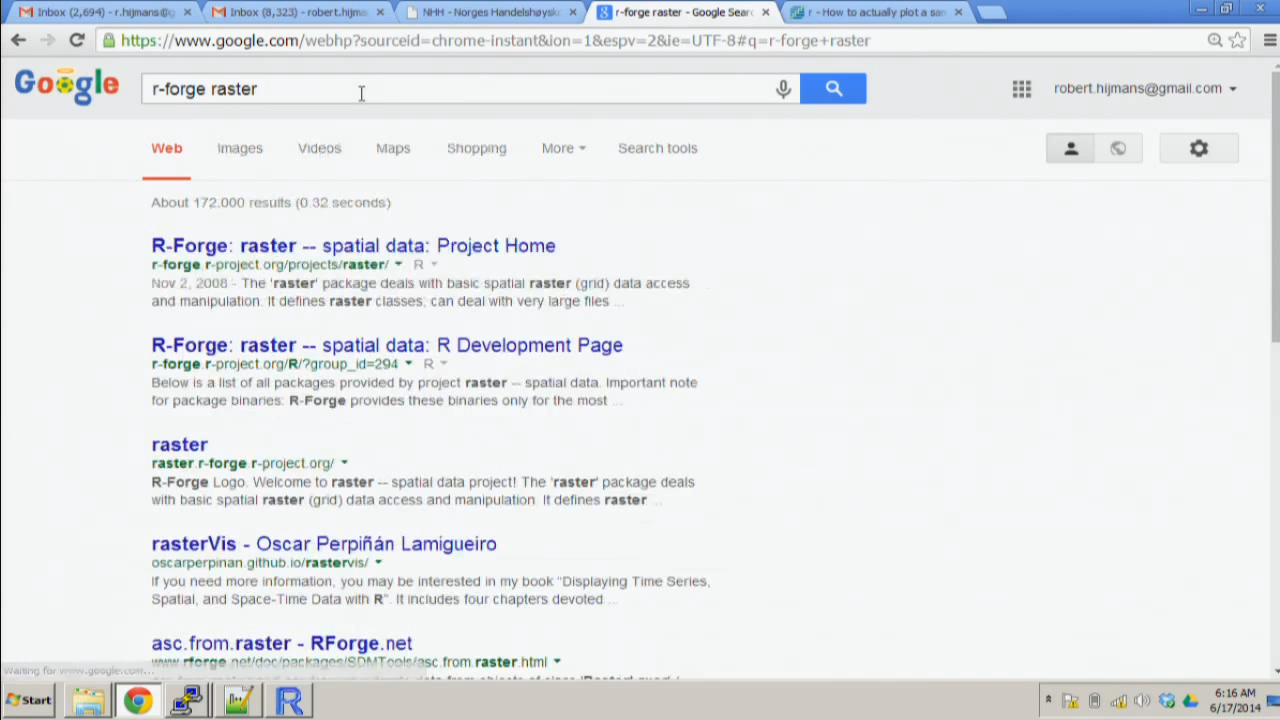 Inbox (2,694) - r.hijmans@g
Inbox (8,323) - robert.hijma
NHH - Norges Handelshøysko
r-forge raster - Google Searc
r - How to actually plot a sam
https://www.google.com/webhp?sourceid=chrome-instant&ion=1&espv=2&ie=UTF-8#q=r-forge+raster
Google
r-forge raster
robert.hijmans@gmail.com
Web Images Videos Maps Shopping More Search tools
About 172,000 results (0.32 seconds)
R-Forge: raster -- spatial data: Project Home
r-forge.r-project.org/projects/raster/ R
Nov 2, 2008 - The 'raster' package deals with basic spatial raster (grid) data access
and manipulation. It defines raster classes; can deal with very large files ...
R-Forge: raster -- spatial data: R Development Page
r-forge.r-project.org/R/?group_id=294 R
Below is a list of all packages provided by project raster -- spatial data. Important note
for package binaries: R-Forge provides these binaries only for the most ...
raster
raster.r-forge.r-project.org/
R-Forge Logo. Welcome to raster -- spatial data project! The 'raster' package deals
with basic spatial raster (grid) data access and manipulation. It defines raster ...
rasterVis - Oscar Perpiñán Lamigueiro
oscarperpinan.github.io/rastervis/
If you need more information, you may be interested in my book "Displaying Time Series,
Spatial, and Space-Time Data with R". It includes four chapters devoted ...
asc.from.raster - RForge.net
www.rforge.net/doc/packages/SDMTools/asc.from.raster.html
Waiting for www.google.com...
Start
R
6:16 AM
6/17/2014